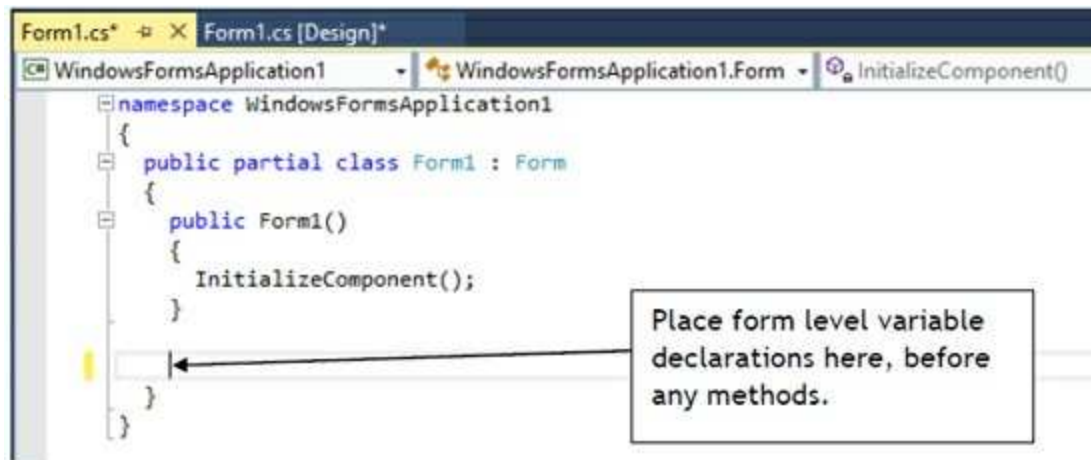 Form1.cs* Form1.cs [Design]*
C# WindowsFormsApplication1 WindowsFormsApplication1.Form InitializeComponent()
namespace WindowsFormsApplication1
{
public partial class Form1 : Form
{
public Form1()
{
InitializeComponent();
}
}
}
Place form level variable
declarations here, before
any methods.